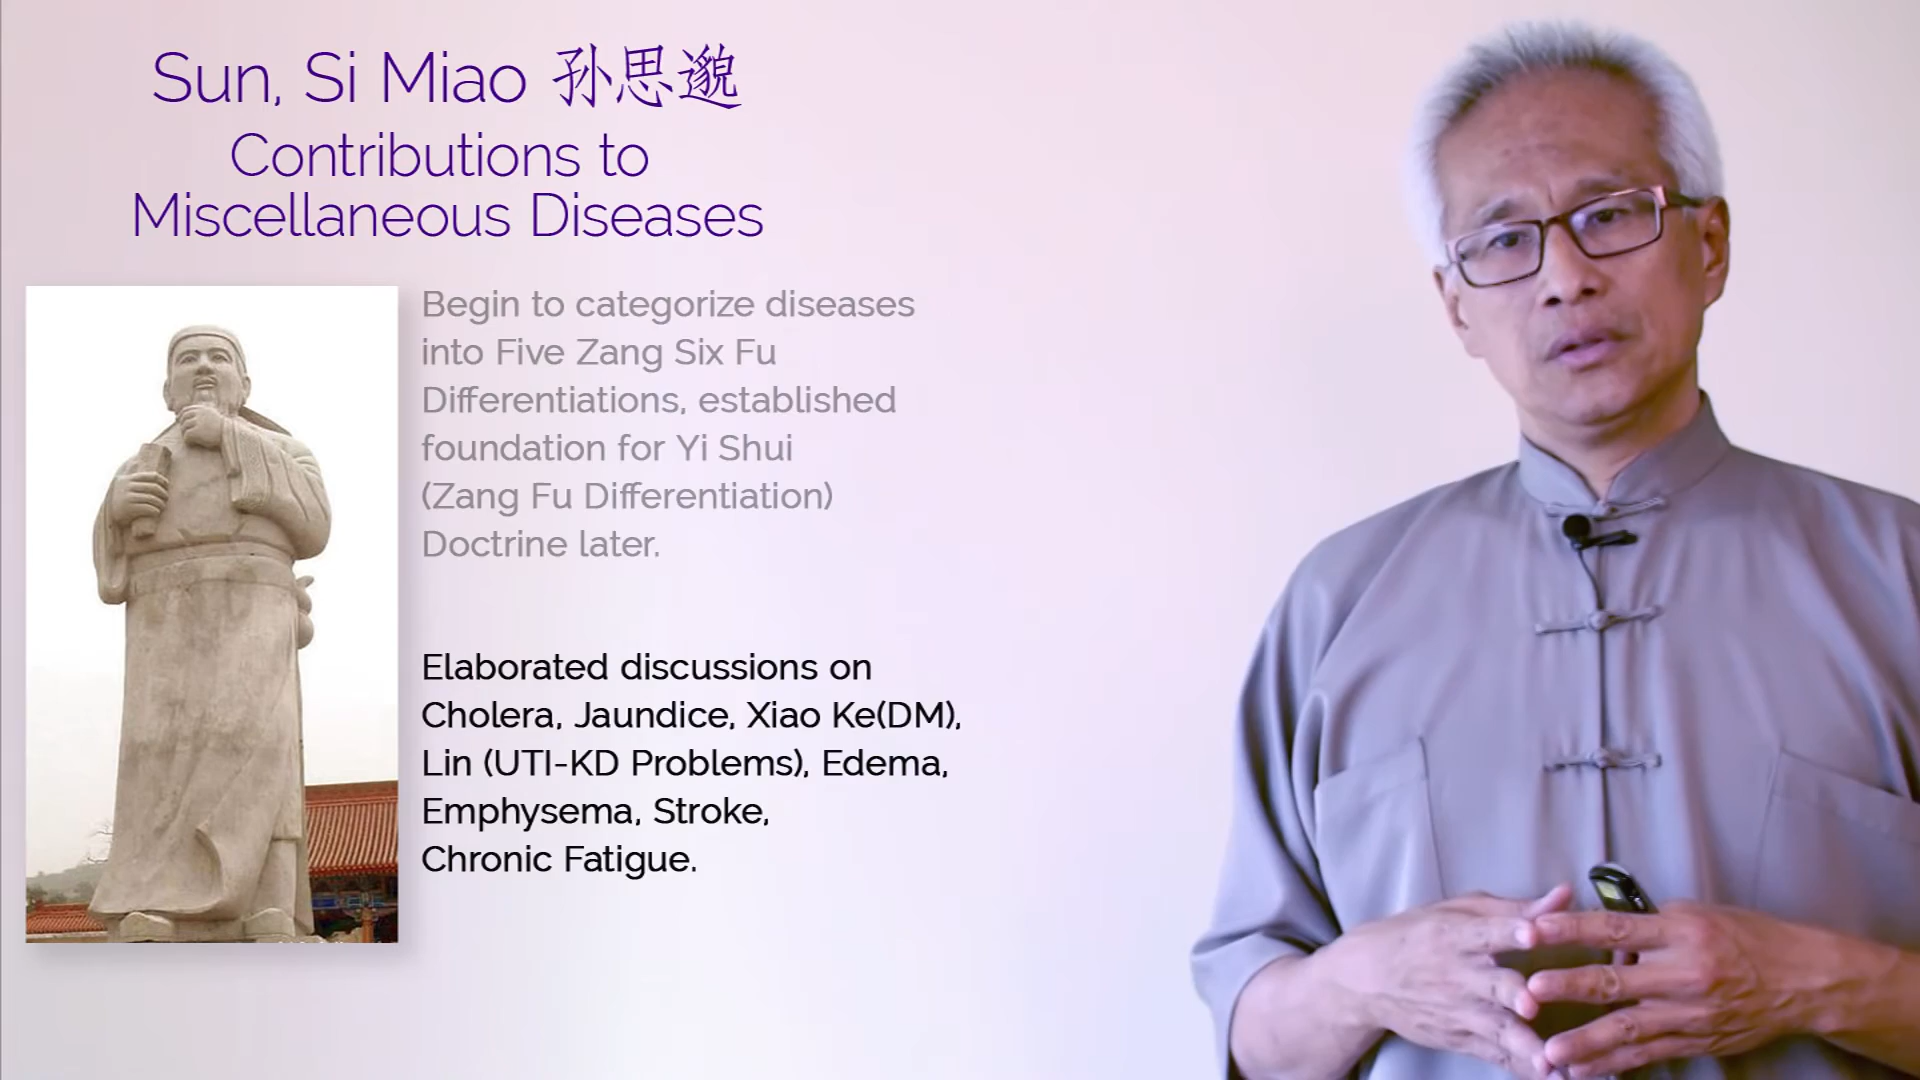 Sun, Si Miao 孙思邈
Contributions to
Miscellaneous Diseases
Begin to categorize diseases
into Five Zang Six Fu
Differentiations, established
foundation for Yi Shui
(Zang Fu Differentiation)
Doctrine later.
Elaborated discussions on
Cholera, Jaundice, Xiao Ke(DM),
Lin (UTI-KD Problems), Edema,
Emphysema, Stroke,
Chronic Fatigue.